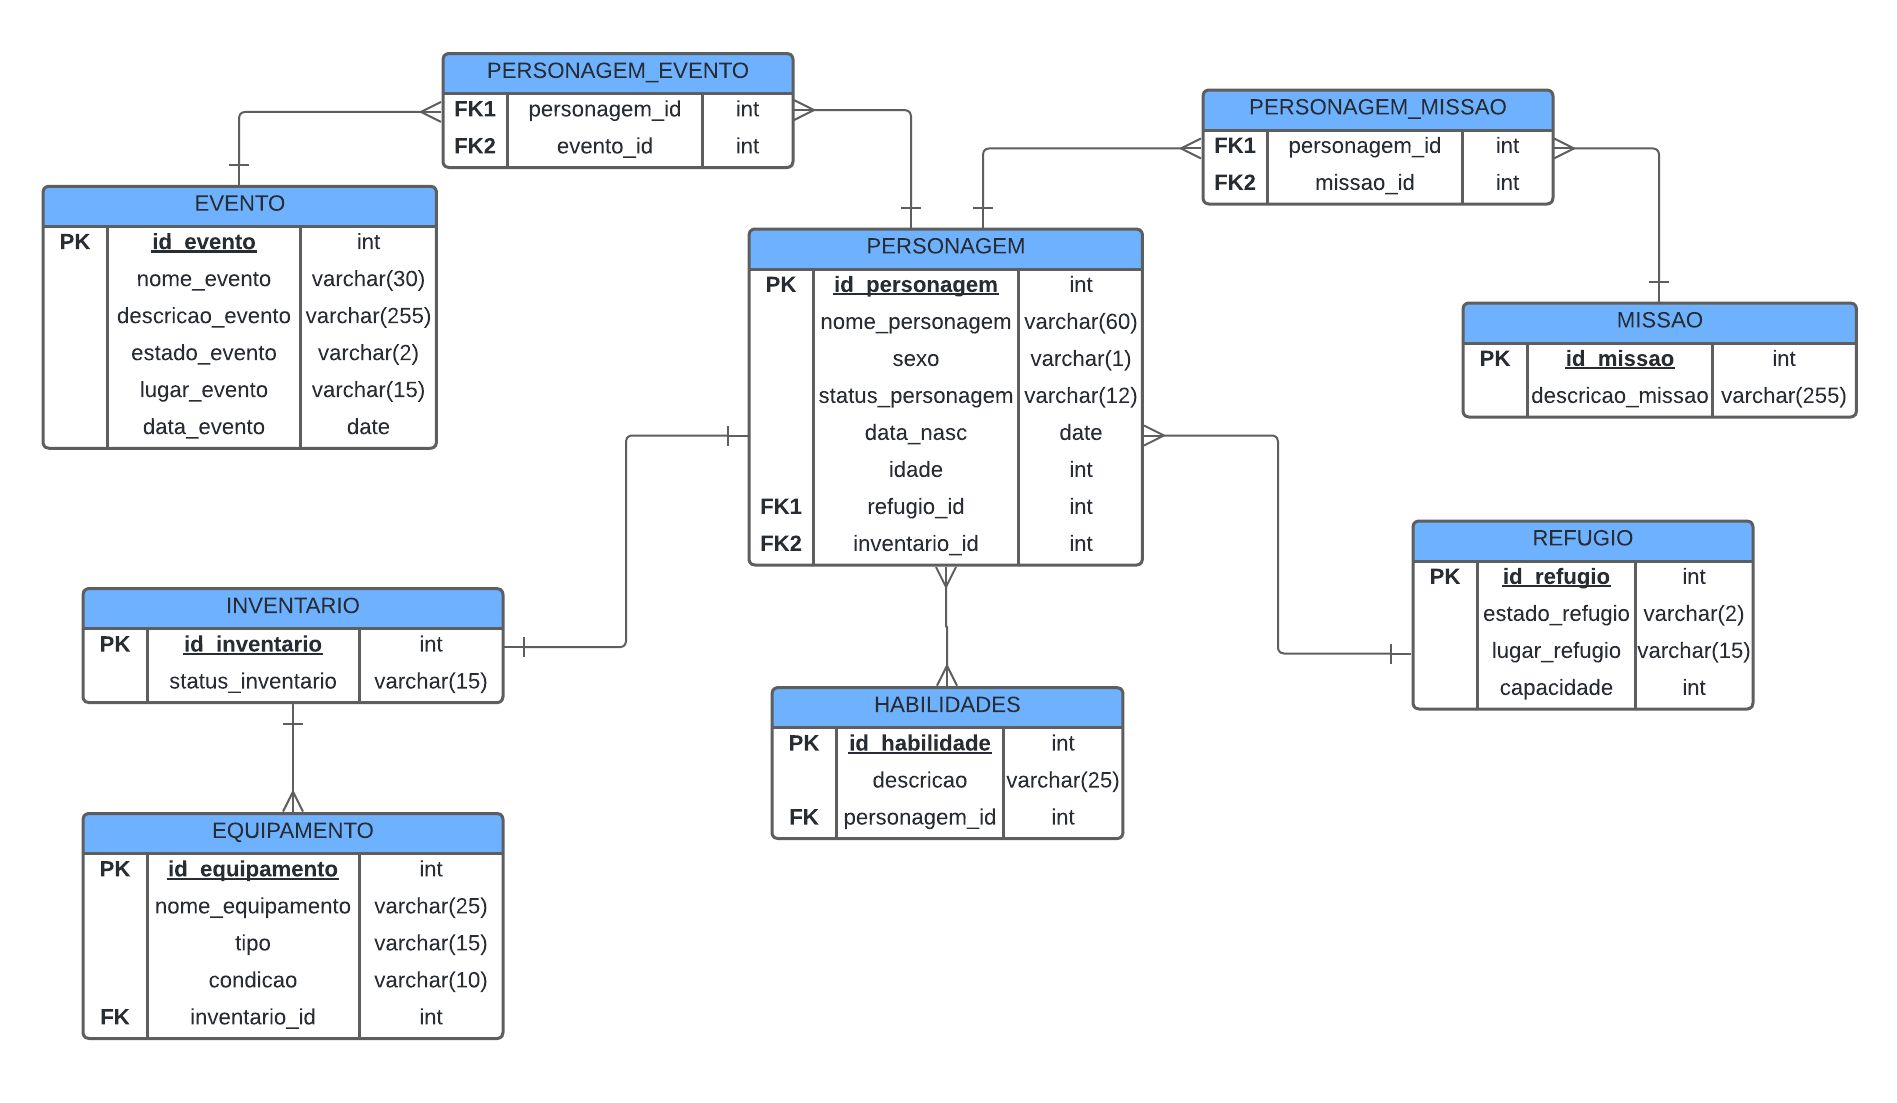 PERSONAGEM_EVENTO
FK1 personagem_id int
FK2 evento_id int
PERSONAGEM_MISSAO
FK1 personagem_id int
FK2 missao_id int
EVENTO
PK id_evento int
nome_evento varchar(30)
descricao_evento varchar(255)
estado_evento varchar(2)
lugar_evento varchar(15)
data_evento date
PERSONAGEM
PK id_personagem int
nome_personagem varchar(60)
sexo varchar(1)
status_personagem varchar(12)
data_nasc date
idade int
FK1 refugio_id int
FK2 inventario_id int
MISSAO
PK id_missao int
descricao_missao varchar(255)
REFUGIO
PK id_refugio int
estado_refugio varchar(2)
lugar_refugio varchar(15)
capacidade int
INVENTARIO
PK id_inventario int
status_inventario varchar(15)
HABILIDADES
PK id_habilidade int
descricao varchar(25)
FK personagem_id int
EQUIPAMENTO
PK id_equipamento int
nome_equipamento varchar(25)
tipo varchar(15)
condicao varchar(10)
FK inventario_id int